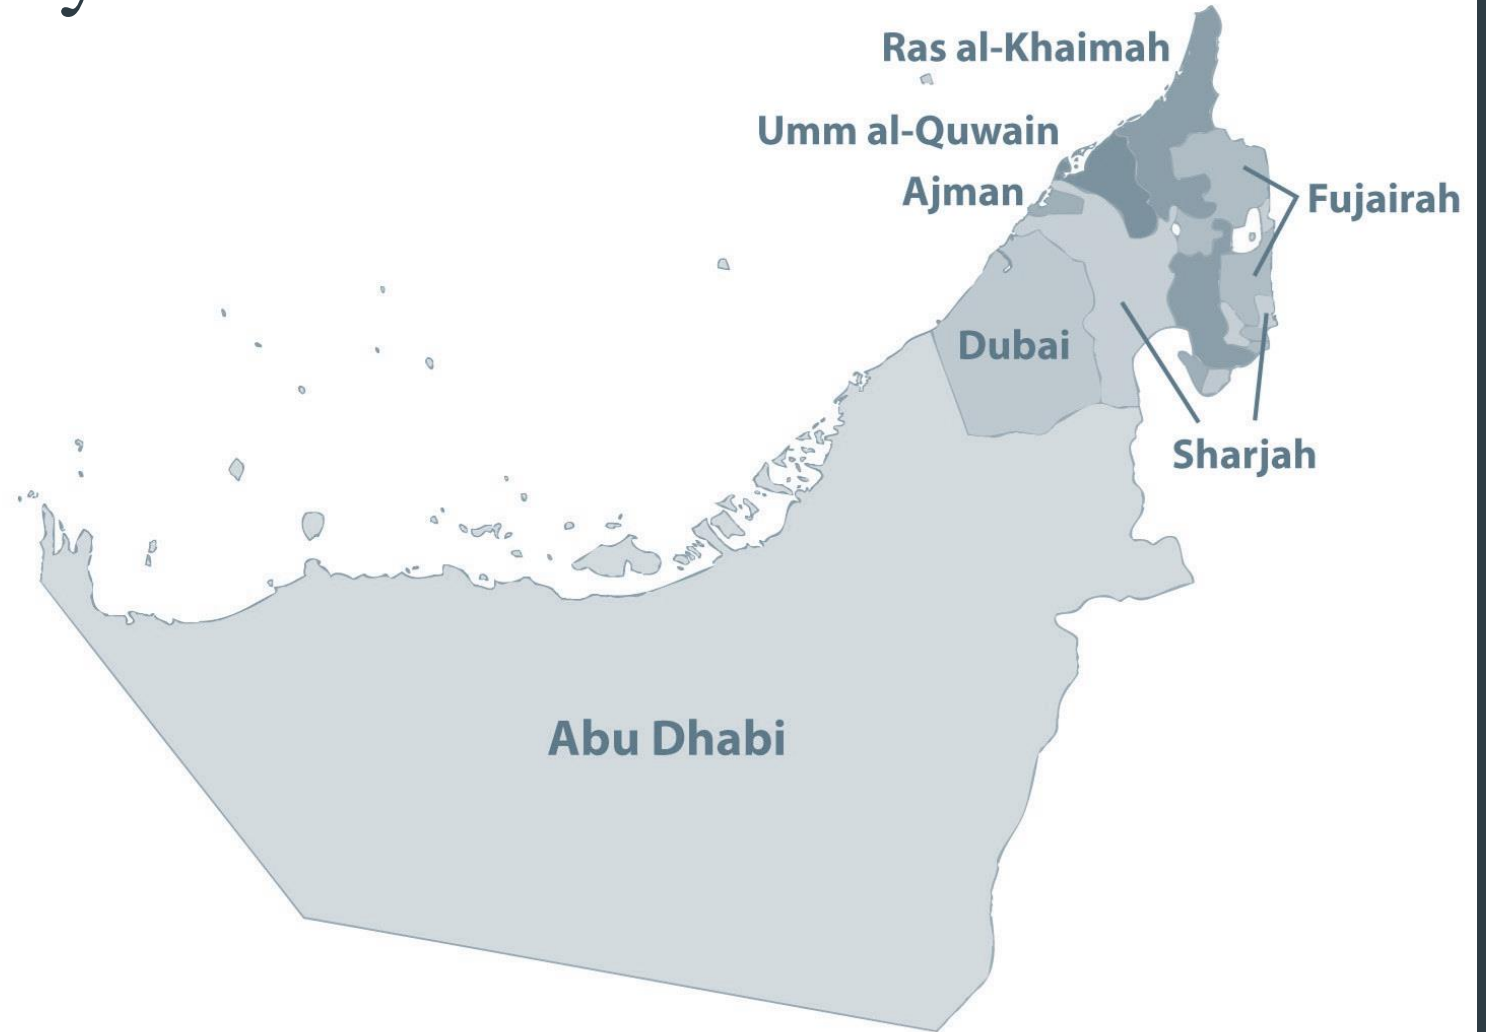 Ras al-Khaimah
Umm al-Quwain
Ajman
Fujairah
Dubai
Sharjah
Abu Dhabi